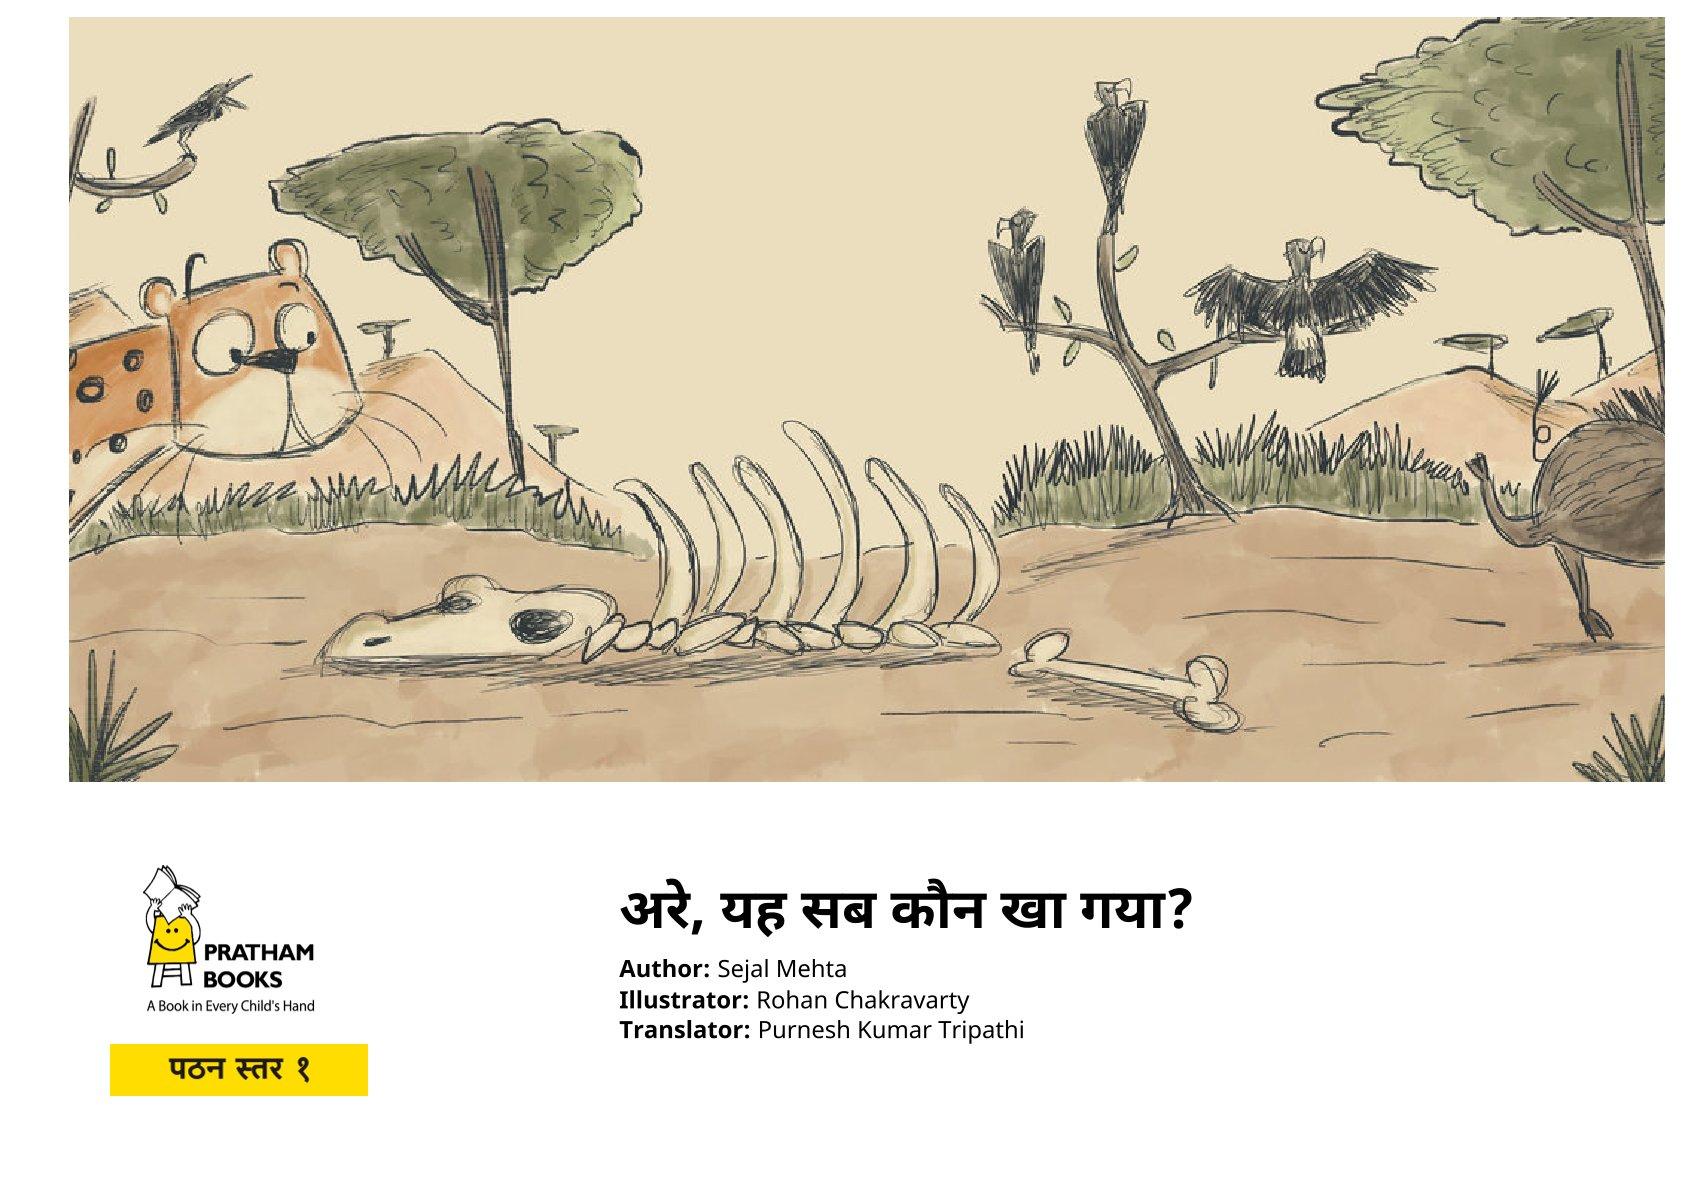 PRATHAM
BOOKS
A Book in Every Child's Hand
पठन स्तर १
अरे, यह सब कौन खा गया?
Author: Sejal Mehta
Illustrator: Rohan Chakravarty
Translator: Purnesh Kumar Tripathi